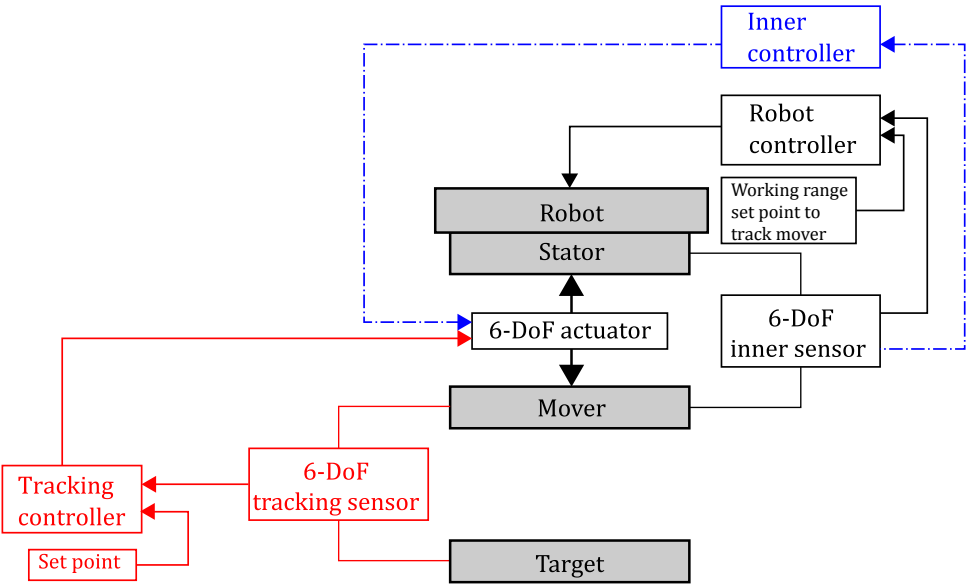 Inner
controller
Robot
controller
Working range
set point to
track mover
Robot
Stator
6-DoF actuator
6-DoF
inner sensor
Mover
6-DoF
tracking sensor
Tracking
controller
Set point
Target